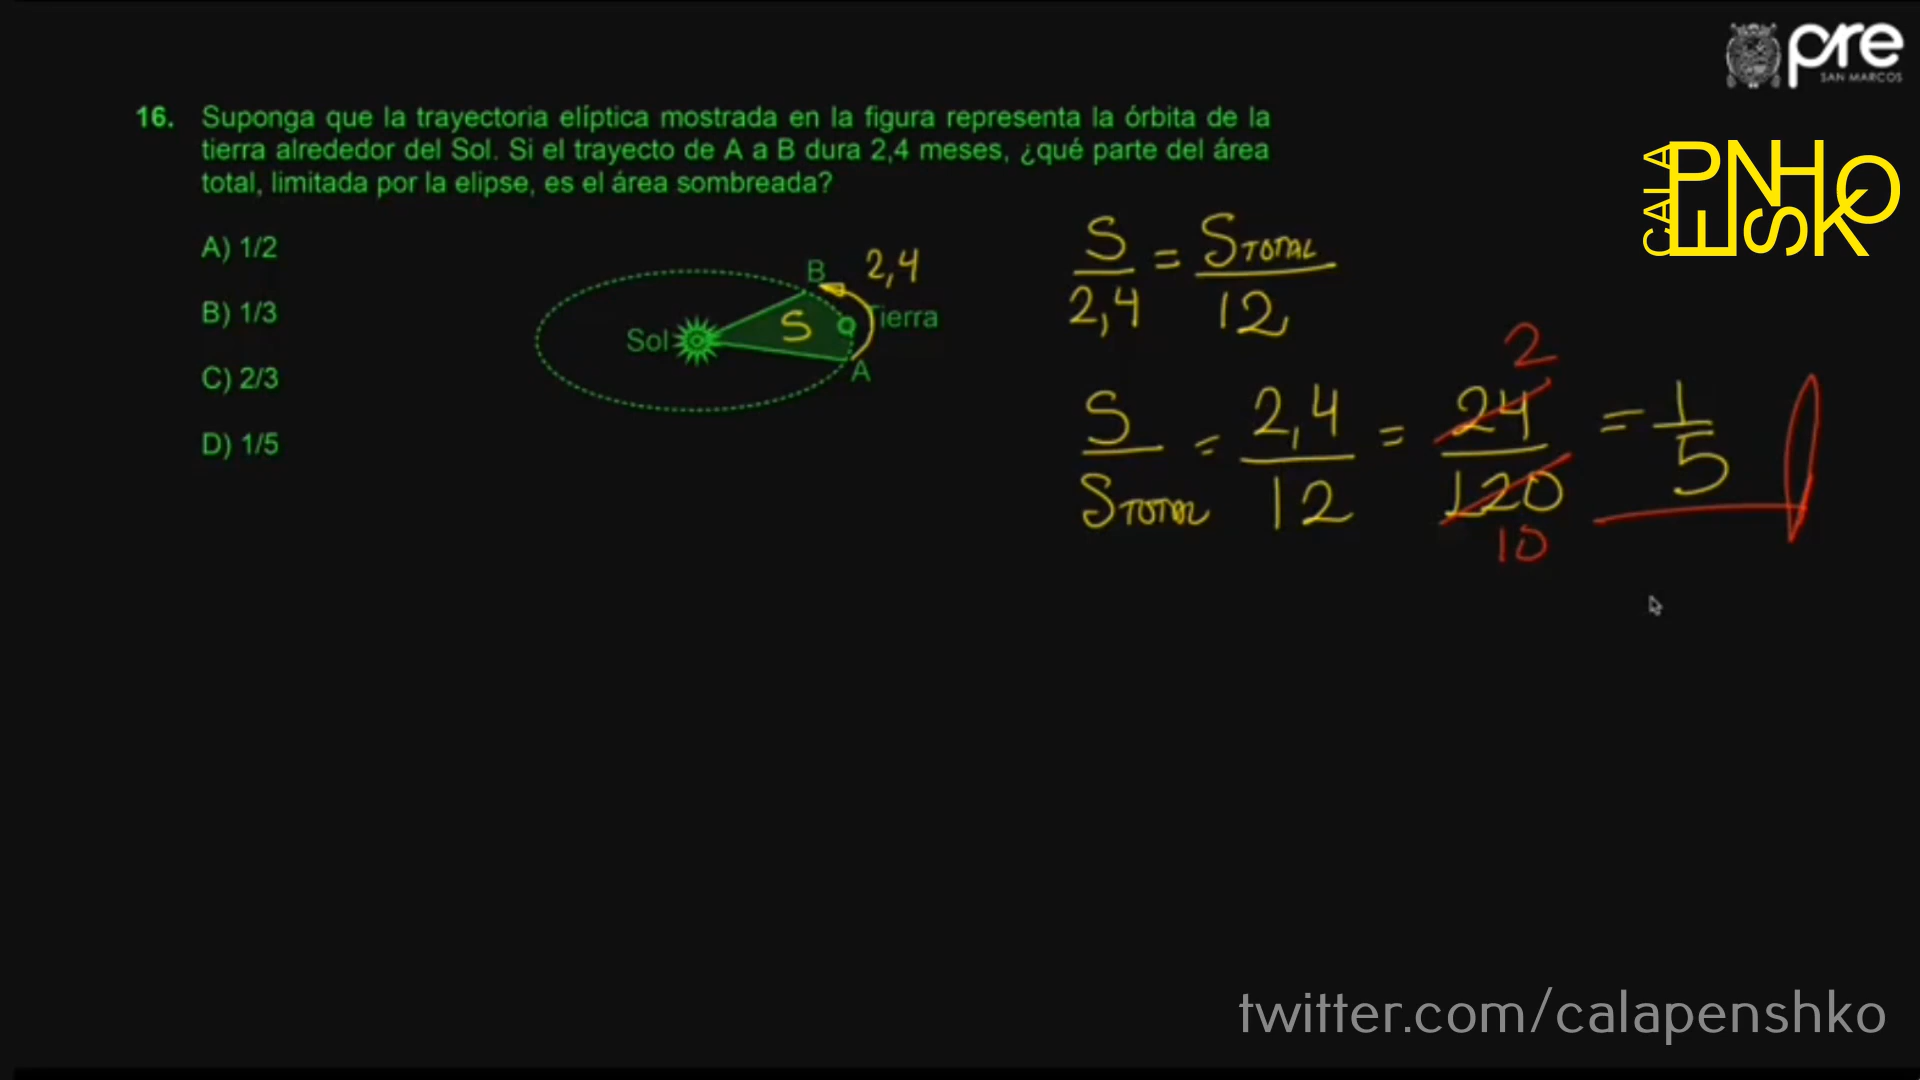 pre
SAN MARCOS
CALA
PENSHKO
16. Suponga que la trayectoria elíptica mostrada en la figura representa la órbita de la
tierra alrededor del Sol. Si el trayecto de A a B dura 2,4 meses, ¿qué parte del área
total, limitada por la elipse, es el área sombreada?
A) 1/2
B) 1/3
C) 2/3
D) 1/5
B 2,4
S Tierra
Sol
A
S/2,4 = STOTAL/12
2
S/STOTAL = 2,4/12 = 24/120 = 1/5
10
twitter.com/calapenshko